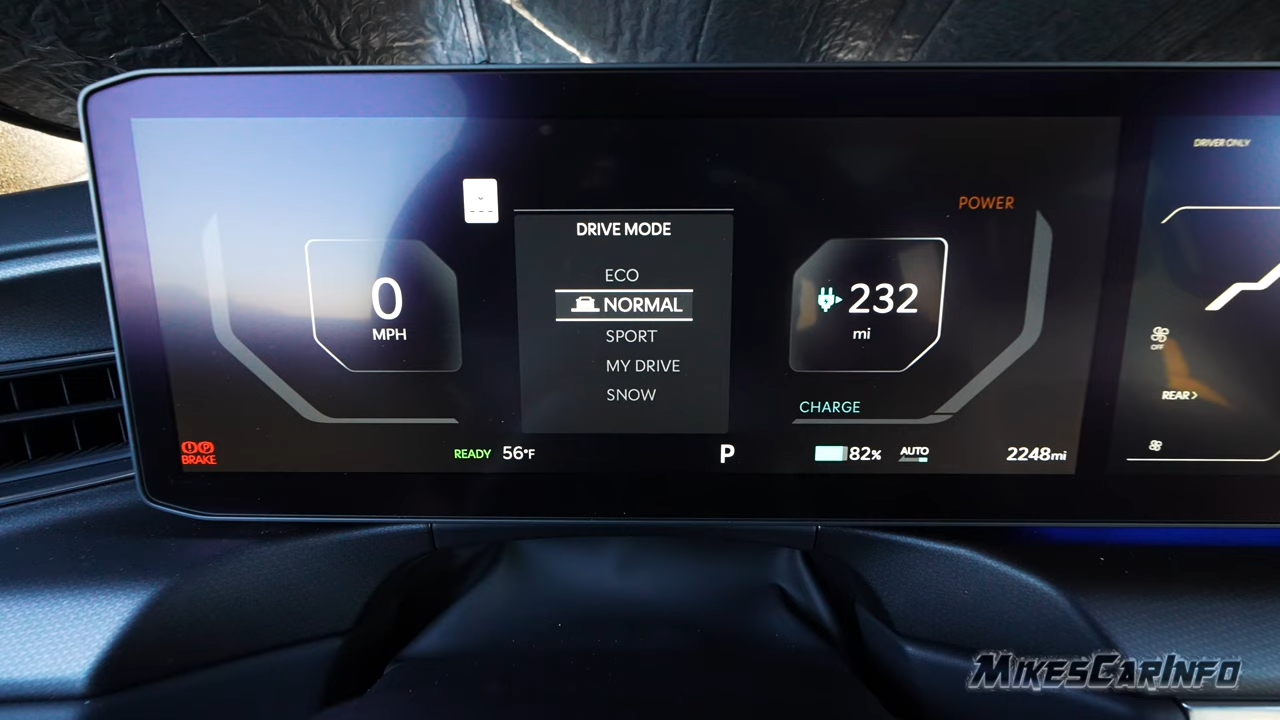 DRIVER ONLY
POWER
DRIVE MODE
ECO
NORMAL
SPORT
MY DRIVE
SNOW
0
MPH
232
mi
OFF
REAR >
CHARGE
BRAKE
READY 56°F
P
82% AUTO
2248mi
MIKESCARINFO